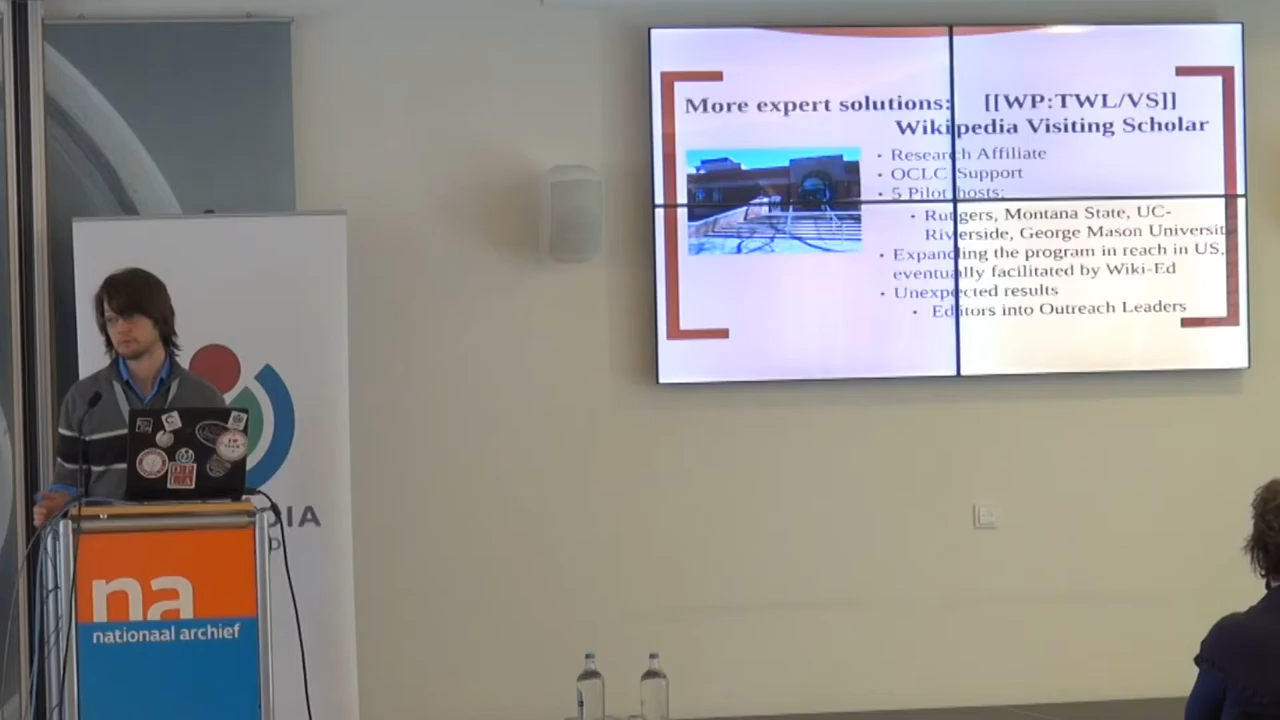 More expert solutions: [[WP:TWL/VS]]
Wikipedia Visiting Scholar
• Research Affiliate
• OCLC Support
• 5 Pilot hosts:
• Rutgers, Montana State, UC-
Riverside, George Mason Universit
• Expanding the program in reach in US,
eventually facilitated by Wiki-Ed
• Unexpected results
• Editors into Outreach Leaders
DIA
D
na
nationaal archief